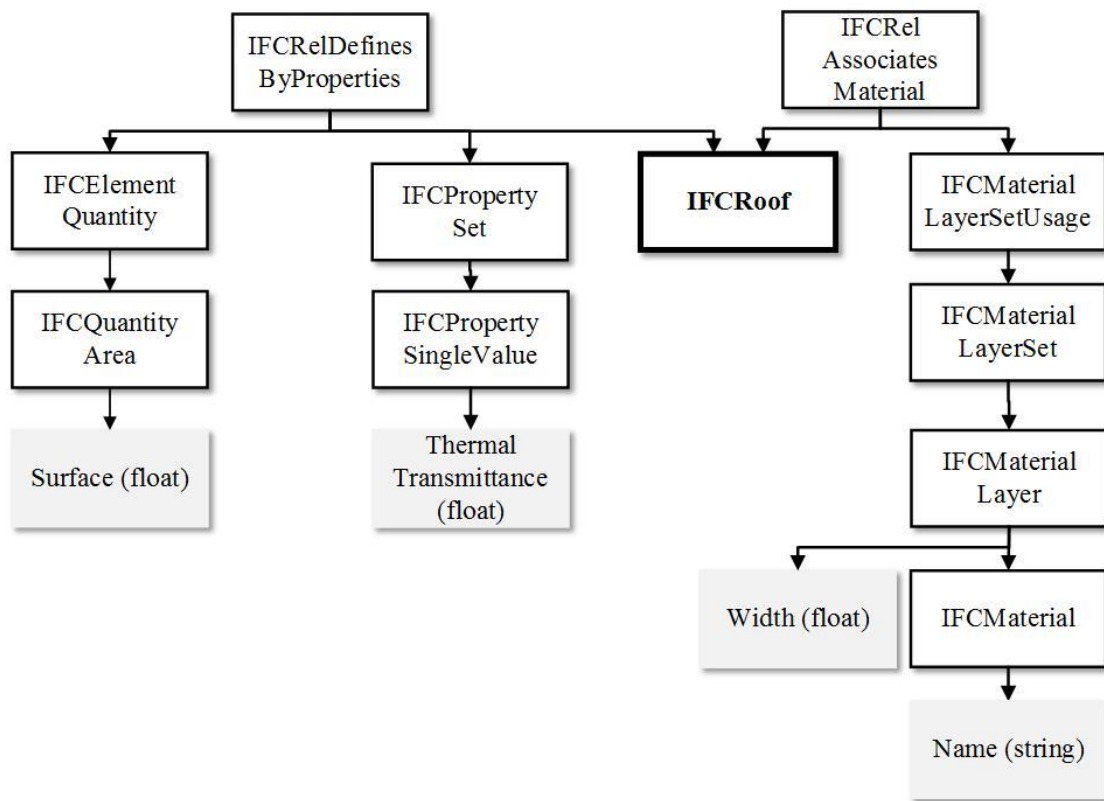 IFCRelDefines
ByProperties
IFCRel
Associates
Material
IFCElement
Quantity
IFCProperty
Set
IFCRoof
IFCMaterial
LayerSetUsage
IFCQuantity
Area
IFCProperty
SingleValue
IFCMaterial
LayerSet
Surface (float)
Thermal
Transmittance
(float)
IFCMaterial
Layer
Width (float)
IFCMaterial
Name (string)